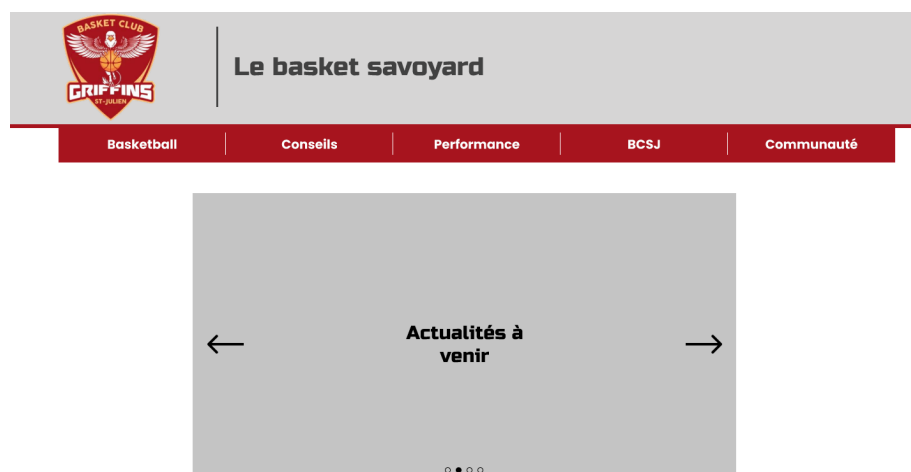 BASKET CLUB
GRIFFINS
ST-JULIEN
Le basket savoyard
Basketball
Conseils
Performance
BCSJ
Communauté
Actualités à
venir